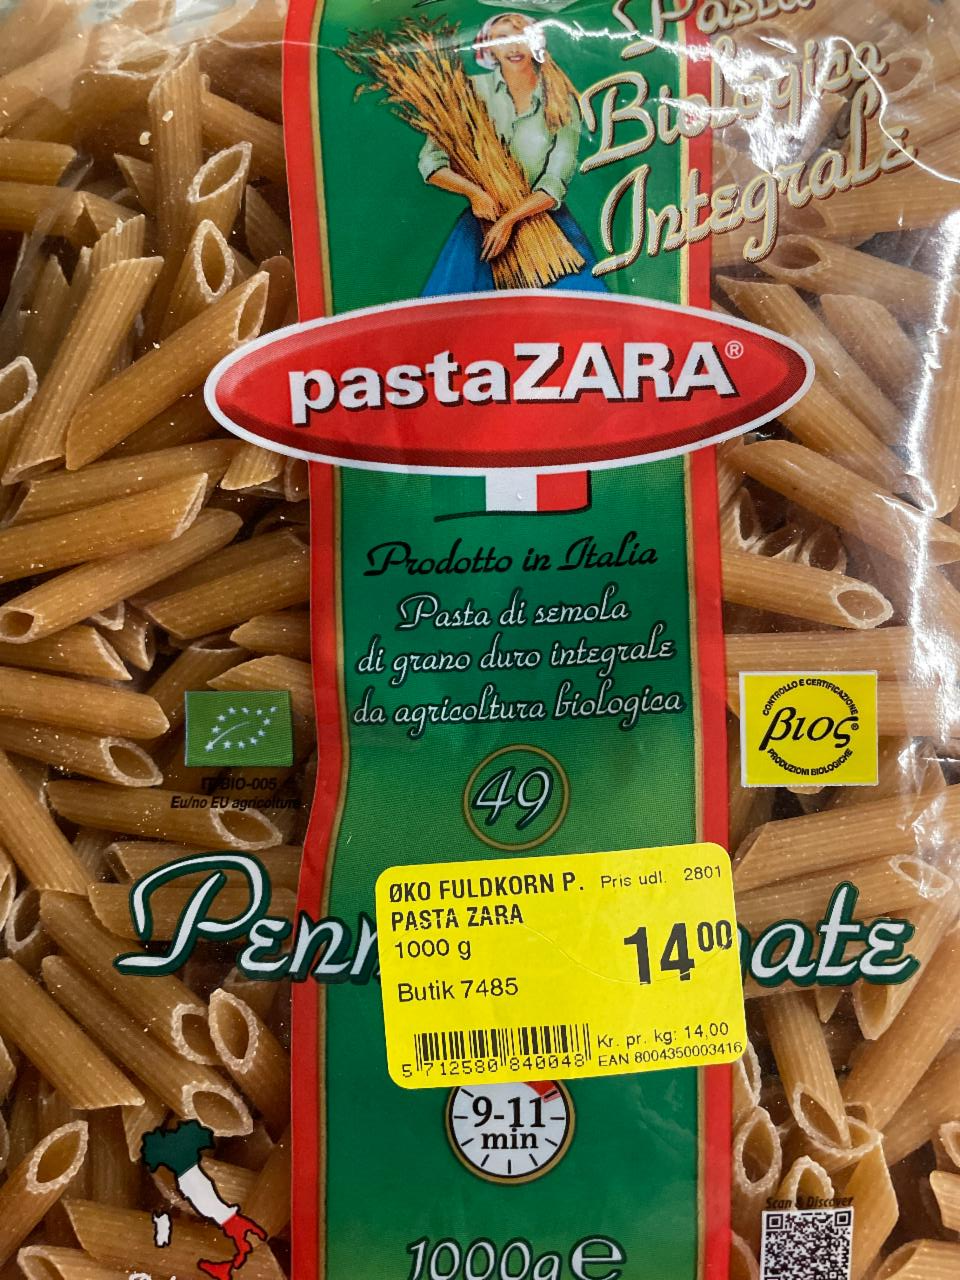 Pasta
Biologica
Integrale
pastaZARA®
Prodotto in Italia
Pasta di semola
di grano duro integrale
da agricoltura biologica
CONTROLLO E CERTIFICAZIONE
βιος®
PRODUZIONI BIOLOGICHE
IT BIO-005
Eu/no EU agricolture
49
Penn ate
ØKO FULDKORN P. Pris udl. 2801
PASTA ZARA
1000 g
14⁰⁰
Butik 7485
Kr. pr. kg: 14,00
5 712580 840048 EAN 8004350003416
9-11
min
Scan & Discover
1000g e